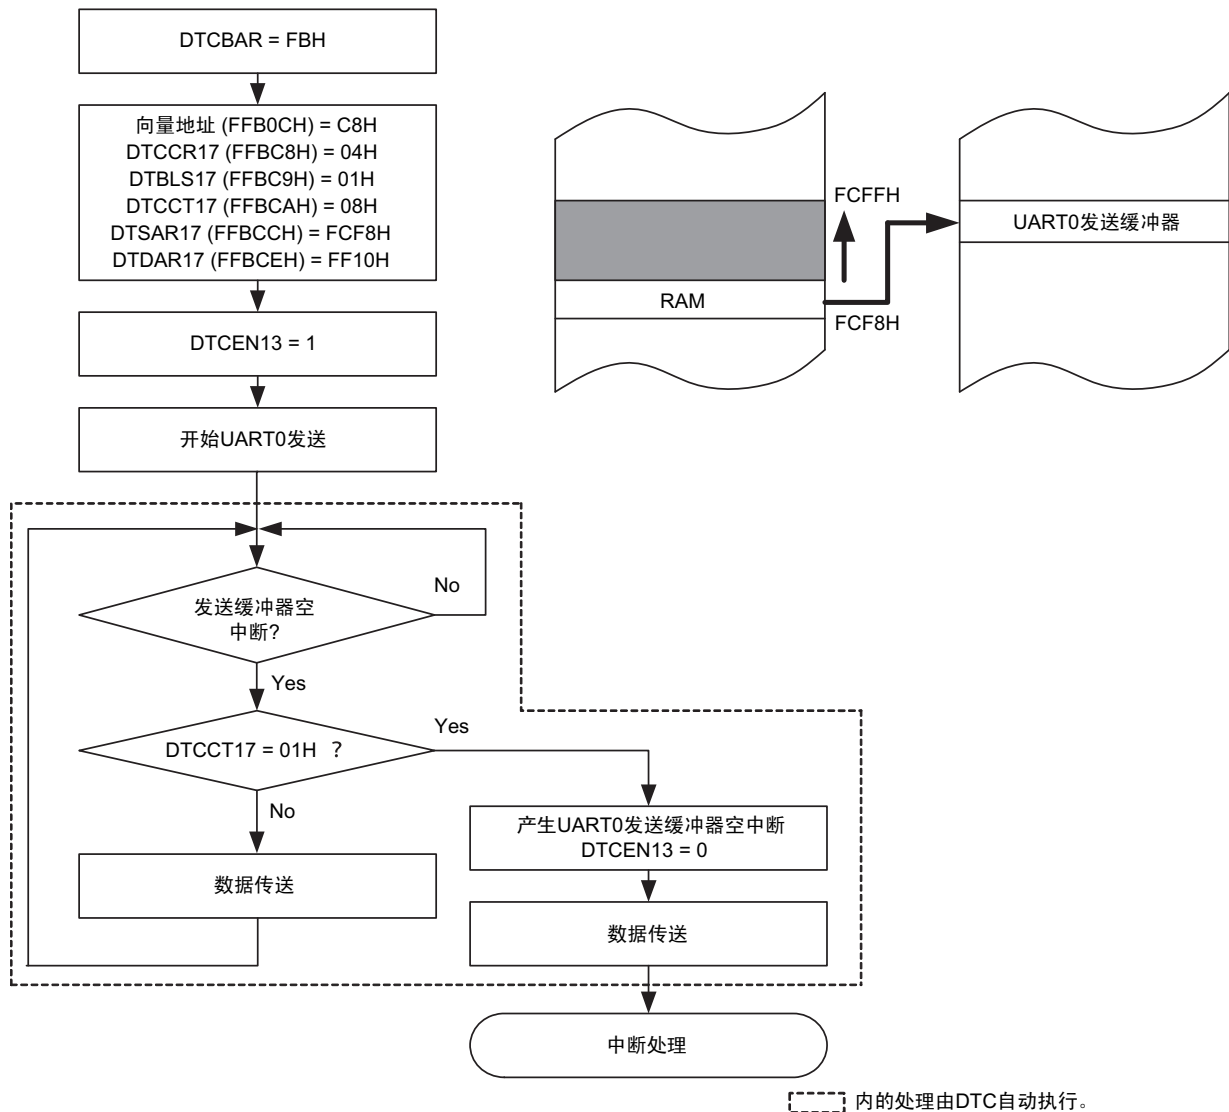 DTCBAR = FBH
向量地址 (FFB0CH) = C8H
DTCCR17 (FFBC8H) = 04H
DTBLS17 (FFBC9H) = 01H
DTCCT17 (FFBCAH) = 08H
DTSAR17 (FFBCCH) = FCF8H
DTDAR17 (FFBCEH) = FF10H
DTCEN13 = 1
开始UART0发送
发送缓冲器空
中断?
No
Yes
DTCCT17 = 01H ？
Yes
No
数据传送
产生UART0发送缓冲器空中断
DTCEN13 = 0
数据传送
中断处理
FCFFH
RAM
FCF8H
UART0发送缓冲器
内的处理由DTC自动执行。